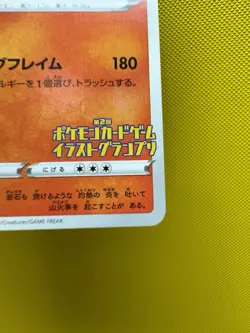 グフレイム 180
ルギーを1個選び、トラッシュする。
第2回
ポケモンカードゲーム
イラストグランプリ
にげる
岩石も 焼けるような 灼熱の 炎を 吐いて
山火事を 起こすことが ある。
/Creatures/GAME FREAK